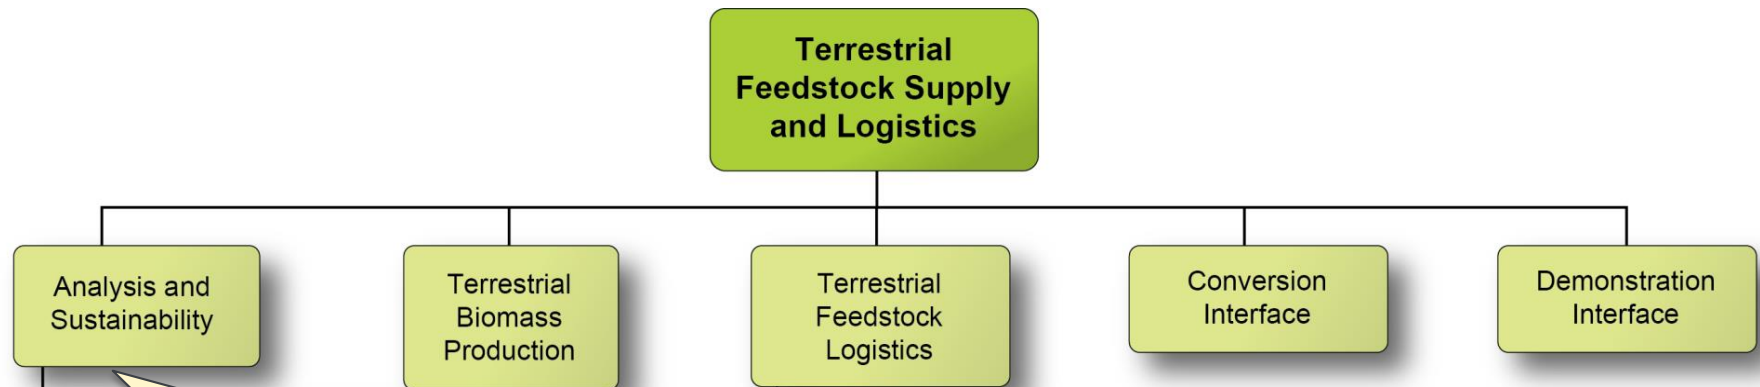 Terrestrial
Feedstock Supply
and Logistics
Analysis and
Sustainability
Terrestrial
Biomass
Production
Terrestrial
Feedstock
Logistics
Conversion
Interface
Demonstration
Interface